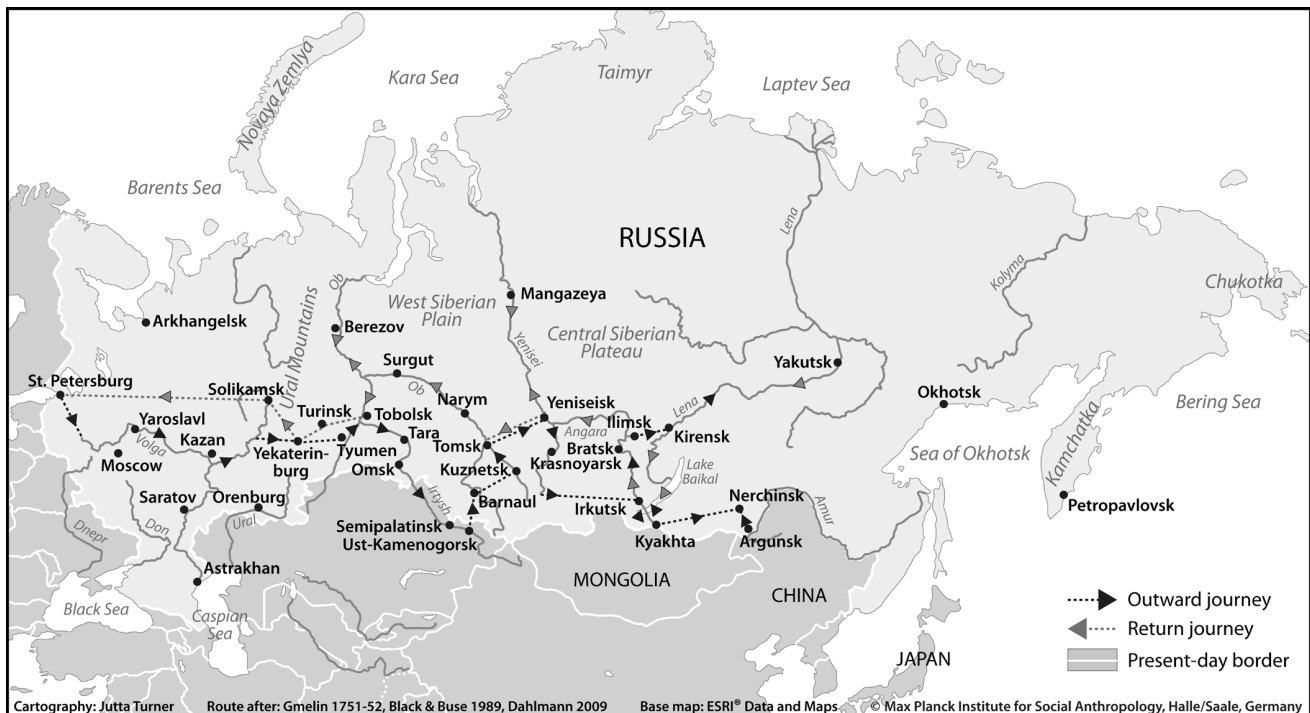 Novaya Zemlya
Kara Sea
Taimyr
Laptev Sea
Barents Sea
RUSSIA
Lena
Kolyma
Chukotka
Ob
Mangazeya
West Siberian
Plain
Arkhangelsk
Ural Mountains
Berezov
Yenisei
Central Siberian
Plateau
Surgut
Yakutsk
St. Petersburg
Solikamsk
Ob
Narym
Yeniseisk
Lena
Okhotsk
Bering Sea
Yaroslavl
Turinsk
Tobolsk
Ilimsk
Kamchatka
Volga
Kazan
Tara
Tomsk
Angara
Kirensk
Moscow
Yekaterin-
burg
Tyumen
Omsk
Kuznetsk
Krasnoyarsk
Bratsk
Lake
Baikal
Sea of Okhotsk
Saratov
Orenburg
Irtysh
Barnaul
Irkutsk
Nerchinsk
Amur
Petropavlovsk
Dnepr
Don
Ural
Semipalatinsk
Ust-Kamenogorsk
Kyakhta
Argunsk
Astrakhan
MONGOLIA
CHINA
Black Sea
Caspian
Sea
JAPAN
Outward journey
Return journey
Present-day border
Cartography: Jutta Turner Route after: Gmelin 1751-52, Black & Buse 1989, Dahlmann 2009 Base map: ESRI® Data and Maps © Max Planck Institute for Social Anthropology, Halle/Saale, Germany